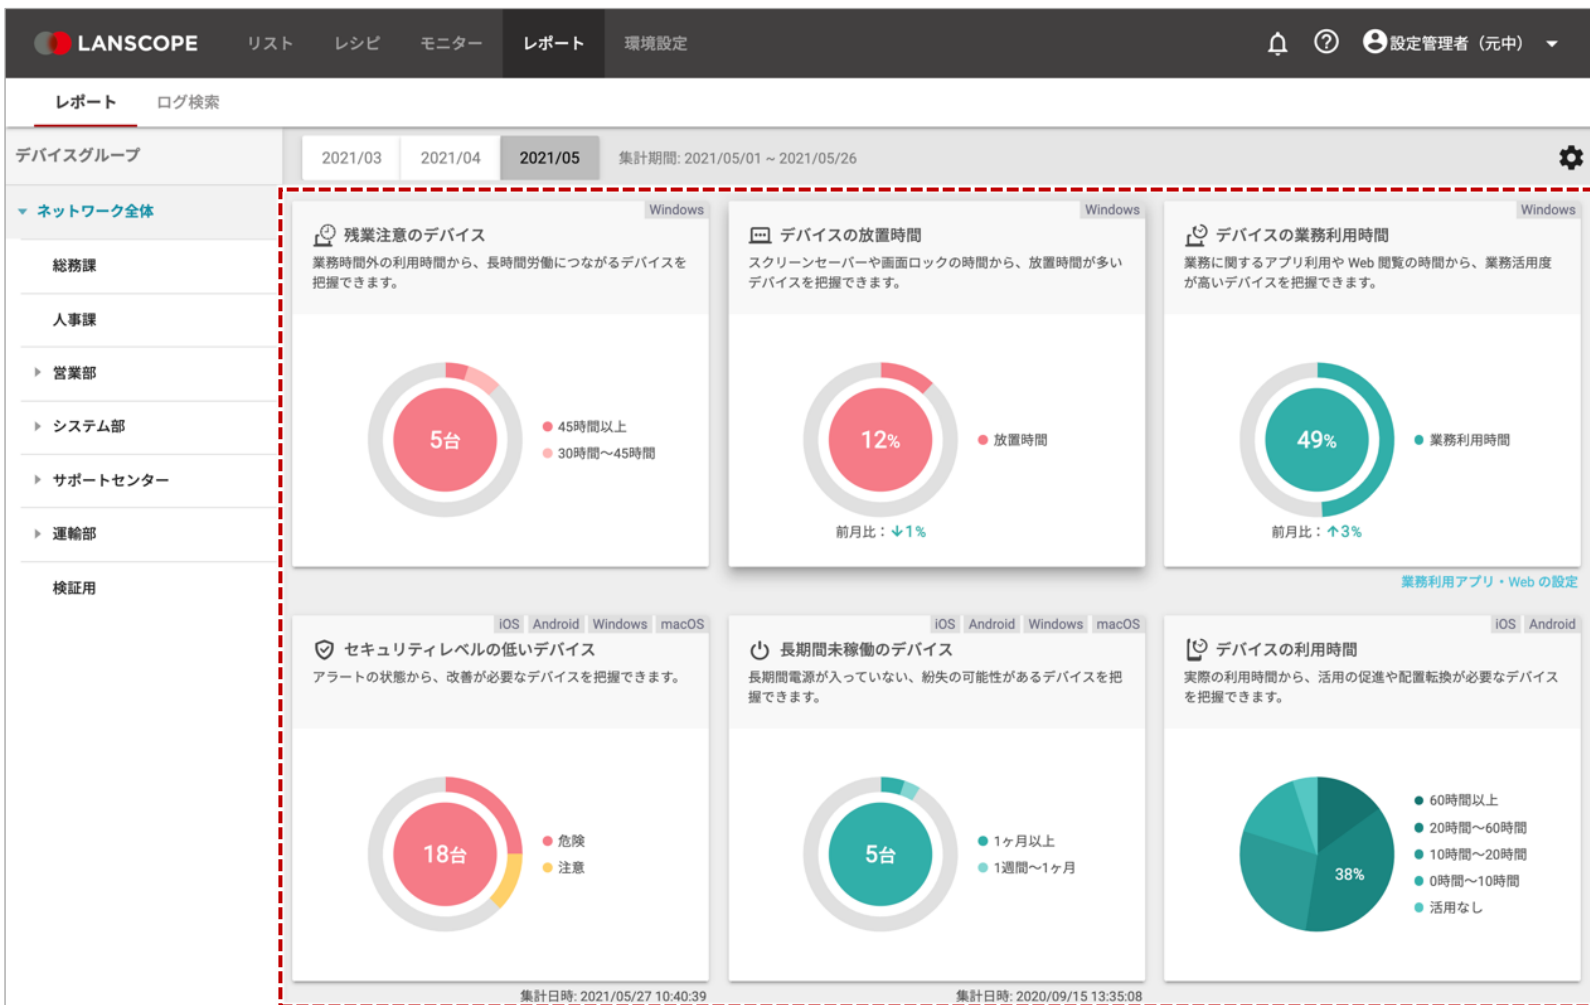 LANSCOPE リスト レシピ モニター レポート 環境設定 設定管理者（元中）
レポート ログ検索
デバイスグループ
ネットワーク全体
総務課
人事課
営業部
システム部
サポートセンター
運輸部
検証用
2021/03 2021/04 2021/05 集計期間: 2021/05/01 ~ 2021/05/26
Windows
残業注意のデバイス
業務時間外の利用時間から、長時間労働につながるデバイスを
把握できます。
5台
45時間以上
30時間〜45時間
Windows
デバイスの放置時間
スクリーンセーバーや画面ロックの時間から、放置時間が多い
デバイスを把握できます。
12%
放置時間
前月比：↓1%
Windows
デバイスの業務利用時間
業務に関するアプリ利用や Web 閲覧の時間から、業務活用度
が高いデバイスを把握できます。
49%
業務利用時間
前月比：↑3%
業務利用アプリ・Web の設定
iOS Android Windows macOS
セキュリティレベルの低いデバイス
アラートの状態から、改善が必要なデバイスを把握できます。
18台
危険
注意
集計日時: 2021/05/27 10:40:39
iOS Android Windows macOS
長期間未稼働のデバイス
長期間電源が入っていない、紛失の可能性があるデバイスを把
握できます。
5台
1ヶ月以上
1週間〜1ヶ月
集計日時: 2020/09/15 13:35:08
iOS Android
デバイスの利用時間
実際の利用時間から、活用の促進や配置転換が必要なデバイス
を把握できます。
38%
60時間以上
20時間〜60時間
10時間〜20時間
0時間〜10時間
活用なし